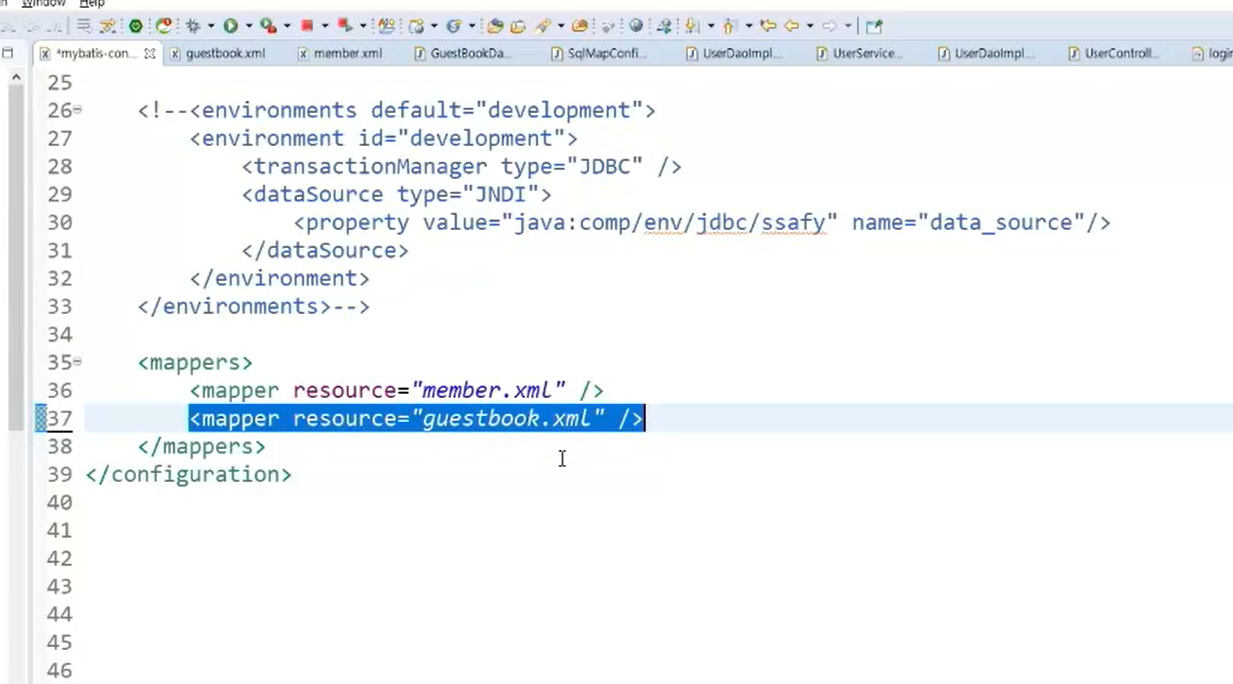 Window Help
*mybatis-con... guestbook.xml member.xml GuestBookDa... SqlMapConfi... UserDaoImpl... UserService... UserDaoImpl... UserControll... login
25
26 <!--<environments default="development">
27 <environment id="development">
28 <transactionManager type="JDBC" />
29 <dataSource type="JNDI">
30 <property value="java:comp/env/jdbc/ssafy" name="data_source"/>
31 </dataSource>
32 </environment>
33 </environments>-->
34
35 <mappers>
36 <mapper resource="member.xml" />
37 <mapper resource="guestbook.xml" />
38 </mappers>
39 </configuration>
40
41
42
43
44
45
46